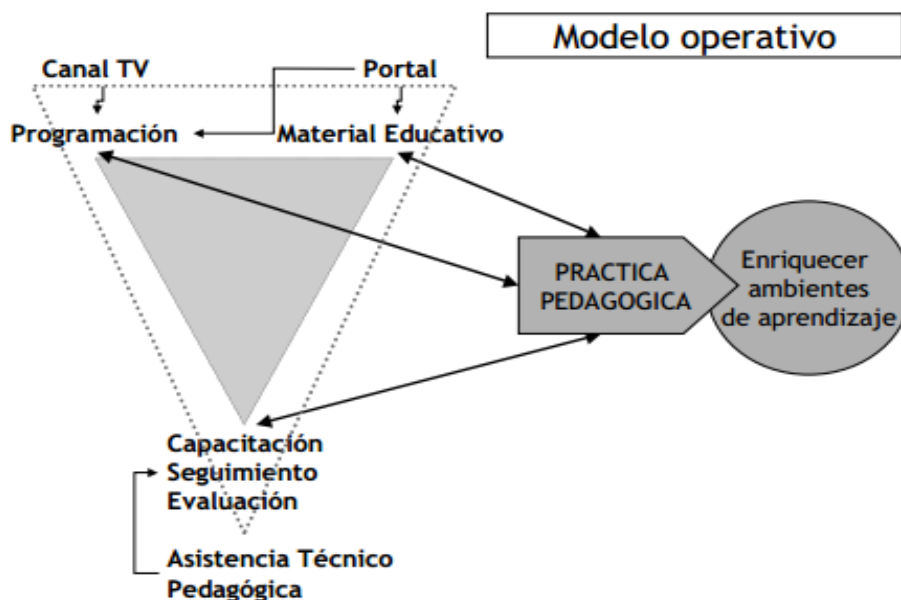 Modelo operativo
Canal TV
Portal
Programación
Material Educativo
PRACTICA
PEDAGOGICA
Enriquecer
ambientes
de aprendizaje
Capacitación
Seguimiento
Evaluación
Asistencia Técnico
Pedagógica